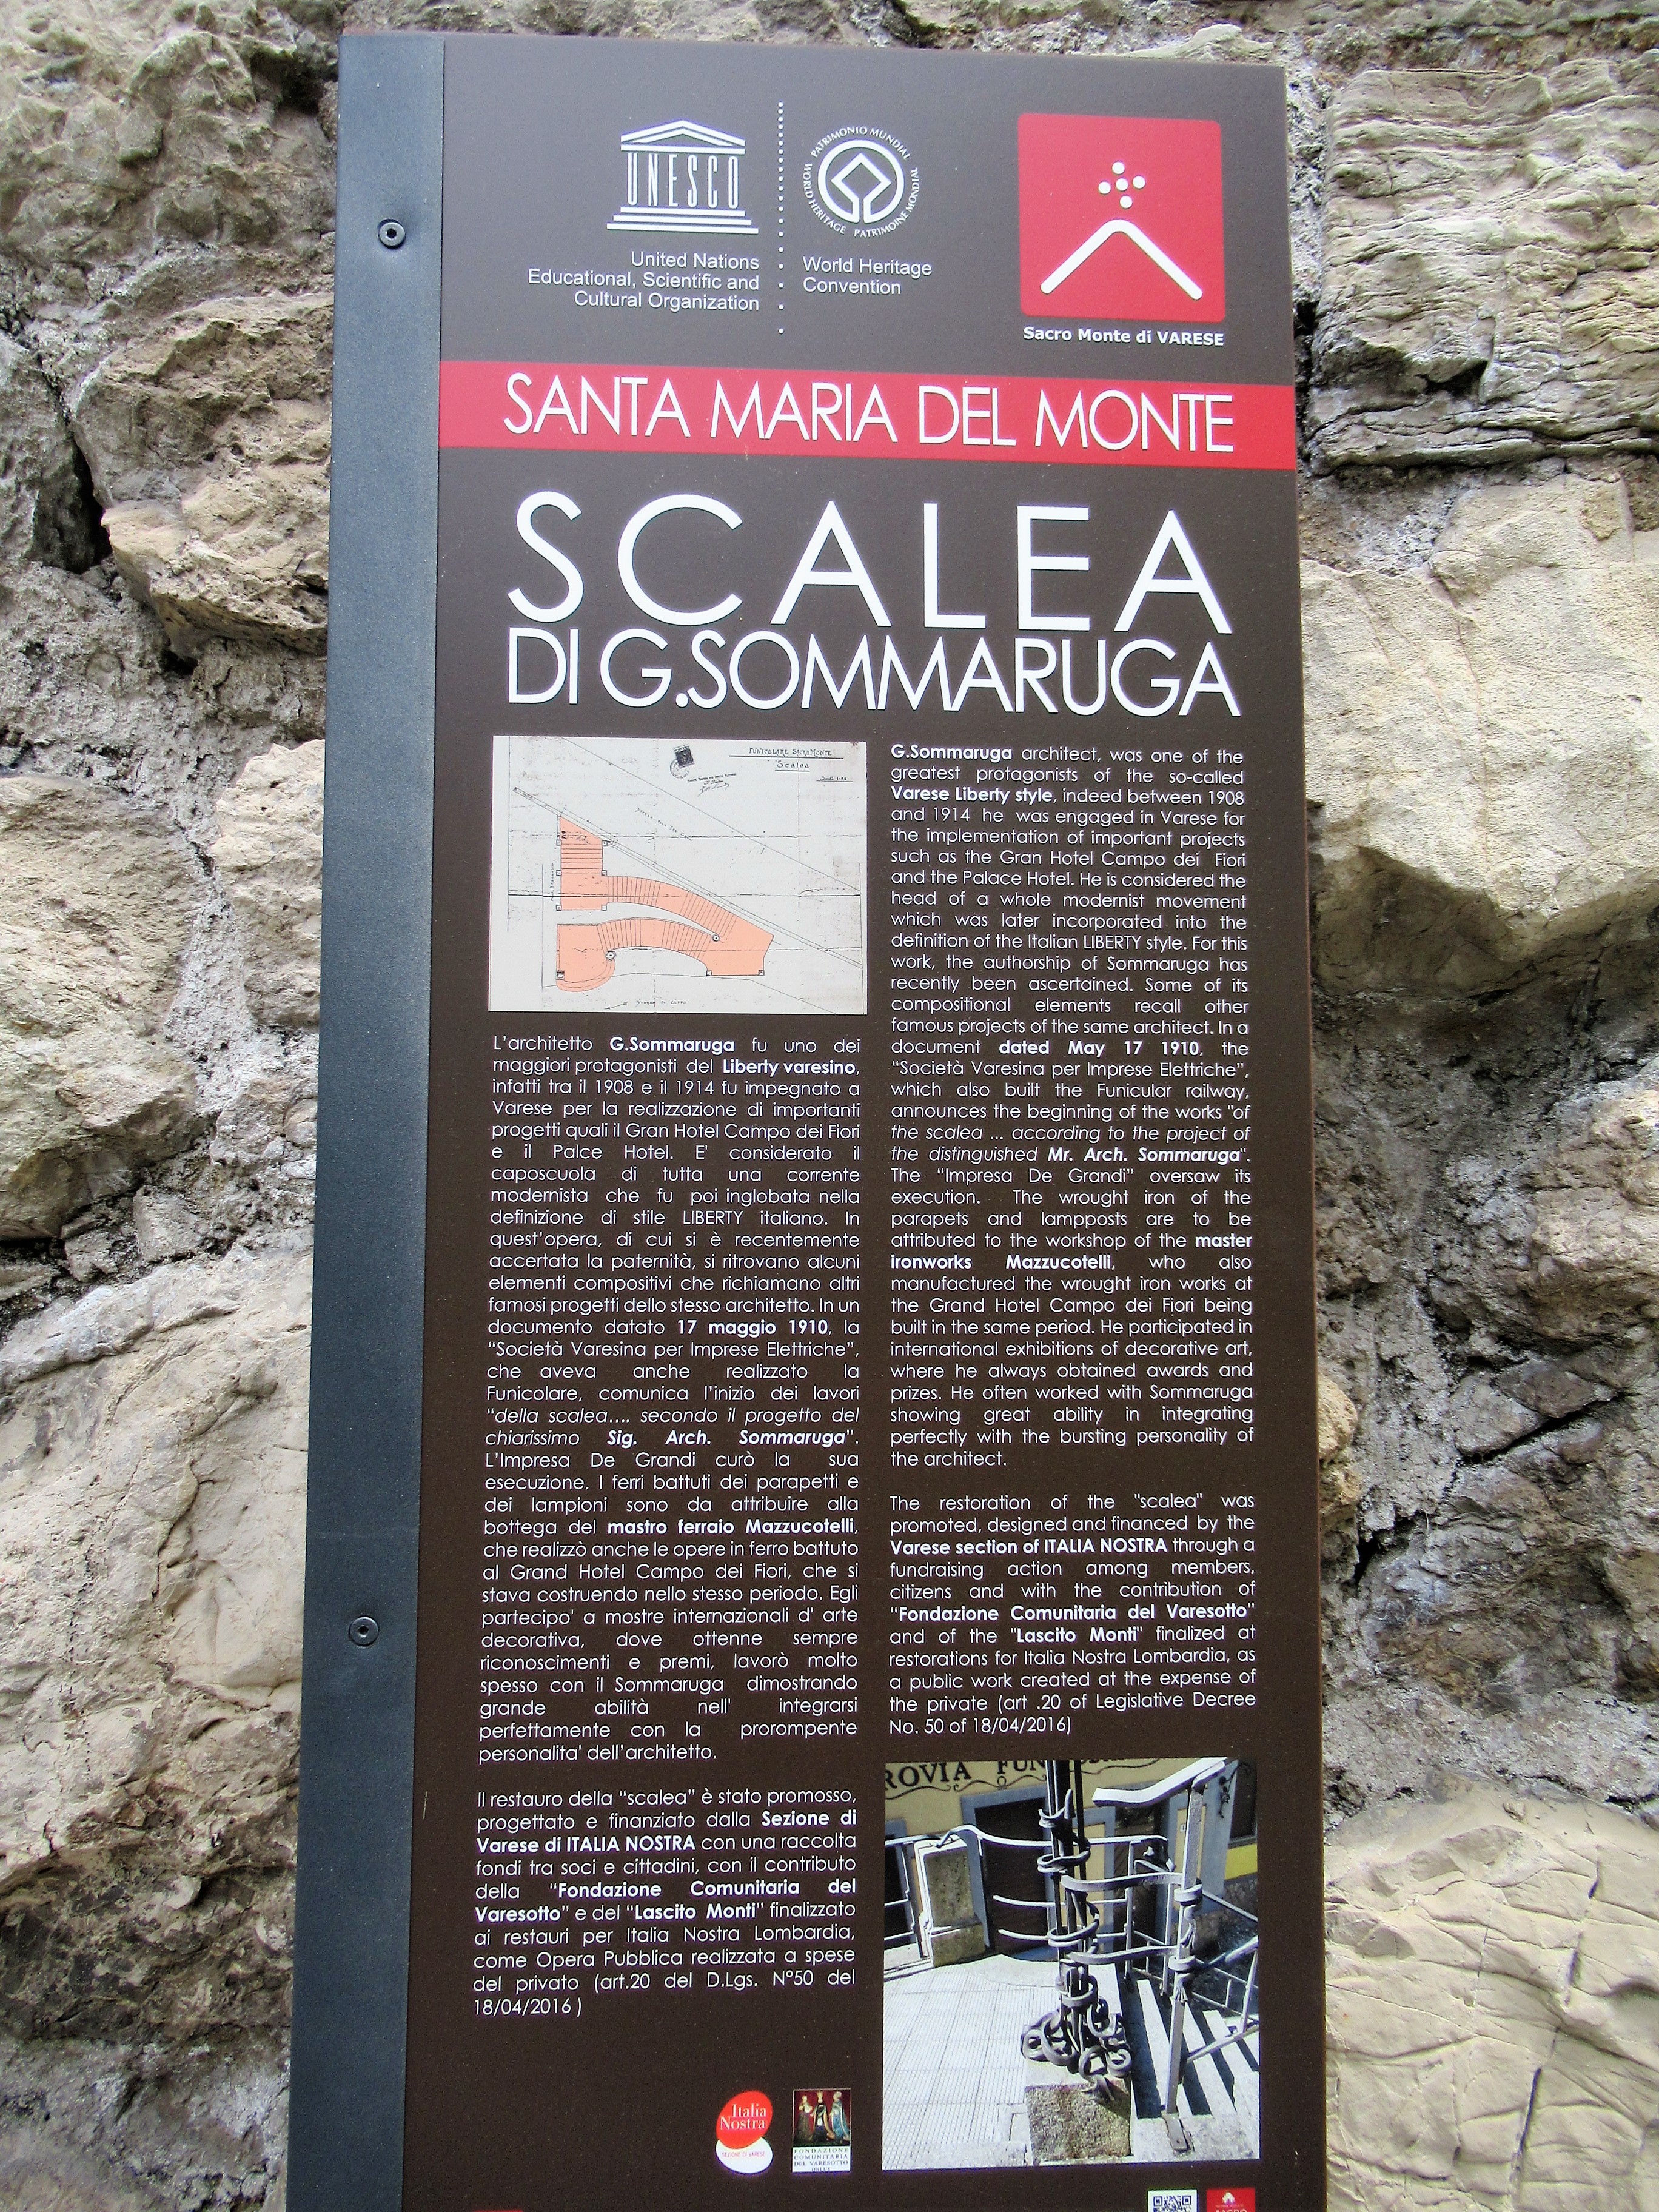 UNESCO
United Nations
Educational, Scientific and
Cultural Organization
PATRIMONIO MUNDIAL
WORLD HERITAGE
PATRIMOINE MONDIAL
World Heritage
Convention
Sacro Monte di VARESE
SANTA MARIA DEL MONTE
SCALEA
DI G.SOMMARUGA
FUNICOLARE SACROMONTE
Scalea
L'architetto G.Sommaruga fu uno dei
maggiori protagonisti del Liberty varesino,
infatti tra il 1908 e il 1914 fu impegnato a
Varese per la realizzazione di importanti
progetti quali il Gran Hotel Campo dei Fiori
e il Palce Hotel. E' considerato il
caposcuola di tutta una corrente
modernista che fu poi inglobata nella
definizione di stile LIBERTY italiano. In
quest'opera, di cui si è recentemente
accertata la paternità, si ritrovano alcuni
elementi compositivi che richiamano altri
famosi progetti dello stesso architetto. In un
documento datato 17 maggio 1910, la
“Società Varesina per Imprese Elettriche”,
che aveva anche realizzato la
Funicolare, comunica l'inizio dei lavori
“della scalea.... secondo il progetto del
chiarissimo Sig. Arch. Sommaruga”.
L'Impresa De Grandi curò la sua
esecuzione. I ferri battuti dei parapetti e
dei lampioni sono da attribuire alla
bottega del mastro ferraio Mazzucotelli,
che realizzò anche le opere in ferro battuto
al Grand Hotel Campo dei Fiori, che si
stava costruendo nello stesso periodo. Egli
partecipo' a mostre internazionali d' arte
decorativa, dove ottenne sempre
riconoscimenti e premi, lavorò molto
spesso con il Sommaruga dimostrando
grande abilità nell' integrarsi
perfettamente con la prorompente
personalita' dell'architetto.
Il restauro della “scalea” è stato promosso,
progettato e finanziato dalla Sezione di
Varese di ITALIA NOSTRA con una raccolta
fondi tra soci e cittadini, con il contributo
della “Fondazione Comunitaria del
Varesotto” e del “Lascito Monti” finalizzato
ai restauri per Italia Nostra Lombardia,
come Opera Pubblica realizzata a spese
del privato (art.20 del D.Lgs. N°50 del
18/04/2016 )
G.Sommaruga architect, was one of the
greatest protagonists of the so-called
Varese Liberty style, indeed between 1908
and 1914 he was engaged in Varese for
the implementation of important projects
such as the Gran Hotel Campo dei Fiori
and the Palace Hotel. He is considered the
head of a whole modernist movement
which was later incorporated into the
definition of the Italian LIBERTY style. For this
work, the authorship of Sommaruga has
recently been ascertained. Some of its
compositional elements recall other
famous projects of the same architect. In a
document dated May 17 1910, the
“Società Varesina per Imprese Elettriche”,
which also built the Funicular railway,
announces the beginning of the works "of
the scalea ... according to the project of
the distinguished Mr. Arch. Sommaruga".
The “Impresa De Grandi” oversaw its
execution. The wrought iron of the
parapets and lampposts are to be
attributed to the workshop of the master
ironworks Mazzucotelli, who also
manufactured the wrought iron works at
the Grand Hotel Campo dei Fiori being
built in the same period. He participated in
international exhibitions of decorative art,
where he always obtained awards and
prizes. He often worked with Sommaruga
showing great ability in integrating
perfectly with the bursting personality of
the architect.
The restoration of the "scalea" was
promoted, designed and financed by the
Varese section of ITALIA NOSTRA through a
fundraising action among members,
citizens and with the contribution of
“Fondazione Comunitaria del Varesotto”
and of the "Lascito Monti" finalized at
restorations for Italia Nostra Lombardia, as
a public work created at the expense of
the private (art .20 of Legislative Decree
No. 50 of 18/04/2016)
ROVIA
Italia
Nostra
SEZIONE DI VARESE
FONDAZIONE
COMUNITARIA
DEL VARESOTTO
ONLUS
SACRO